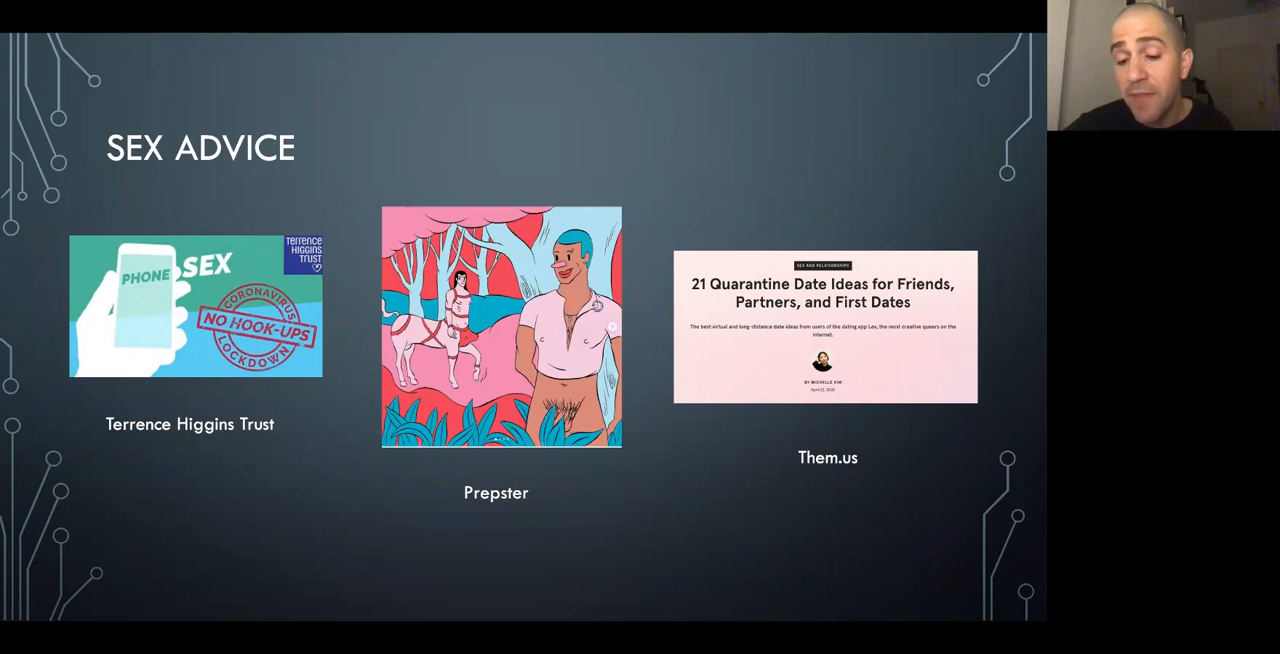 SEX ADVICE
PHONE SEX
TERRENCE
HIGGINS
TRUST
CORONAVIRUS
NO HOOK-UPS
LOCKDOWN
Terrence Higgins Trust
Prepster
SEX AND RELATIONSHIPS
21 Quarantine Date Ideas for Friends,
Partners, and First Dates
The best virtual and long-distance date ideas from users of the dating app Lex, the most creative queers on the
internet.
BY MICHELLE KIM
April 22, 2020
Them.us